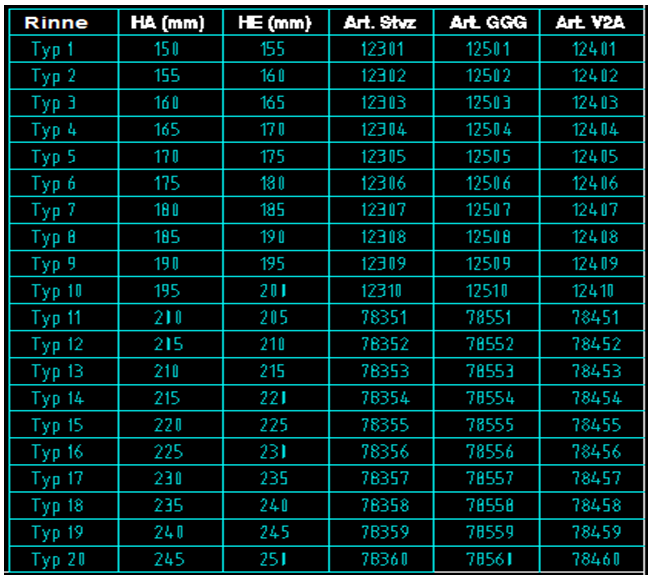 Rinne HA (mm) HE (mm) Art. Stvz Art. GGG Art. V2A
Typ 1 150 155 12301 12501 12401
Typ 2 155 160 12302 12502 12402
Typ 3 160 165 12303 12503 12403
Typ 4 165 170 12304 12504 12404
Typ 5 170 175 12305 12505 12405
Typ 6 175 180 12306 12506 12406
Typ 7 180 185 12307 12507 12407
Typ 8 185 190 12308 12508 12408
Typ 9 190 195 12309 12509 12409
Typ 10 195 201 12310 12510 12410
Typ 11 210 205 78351 78551 78451
Typ 12 215 210 78352 78552 78452
Typ 13 210 215 78353 78553 78453
Typ 14 215 221 78354 78554 78454
Typ 15 220 225 78355 78555 78455
Typ 16 225 231 78356 78556 78456
Typ 17 230 235 78357 78557 78457
Typ 18 235 240 78358 78558 78458
Typ 19 240 245 78359 78559 78459
Typ 20 245 251 78360 78561 78460